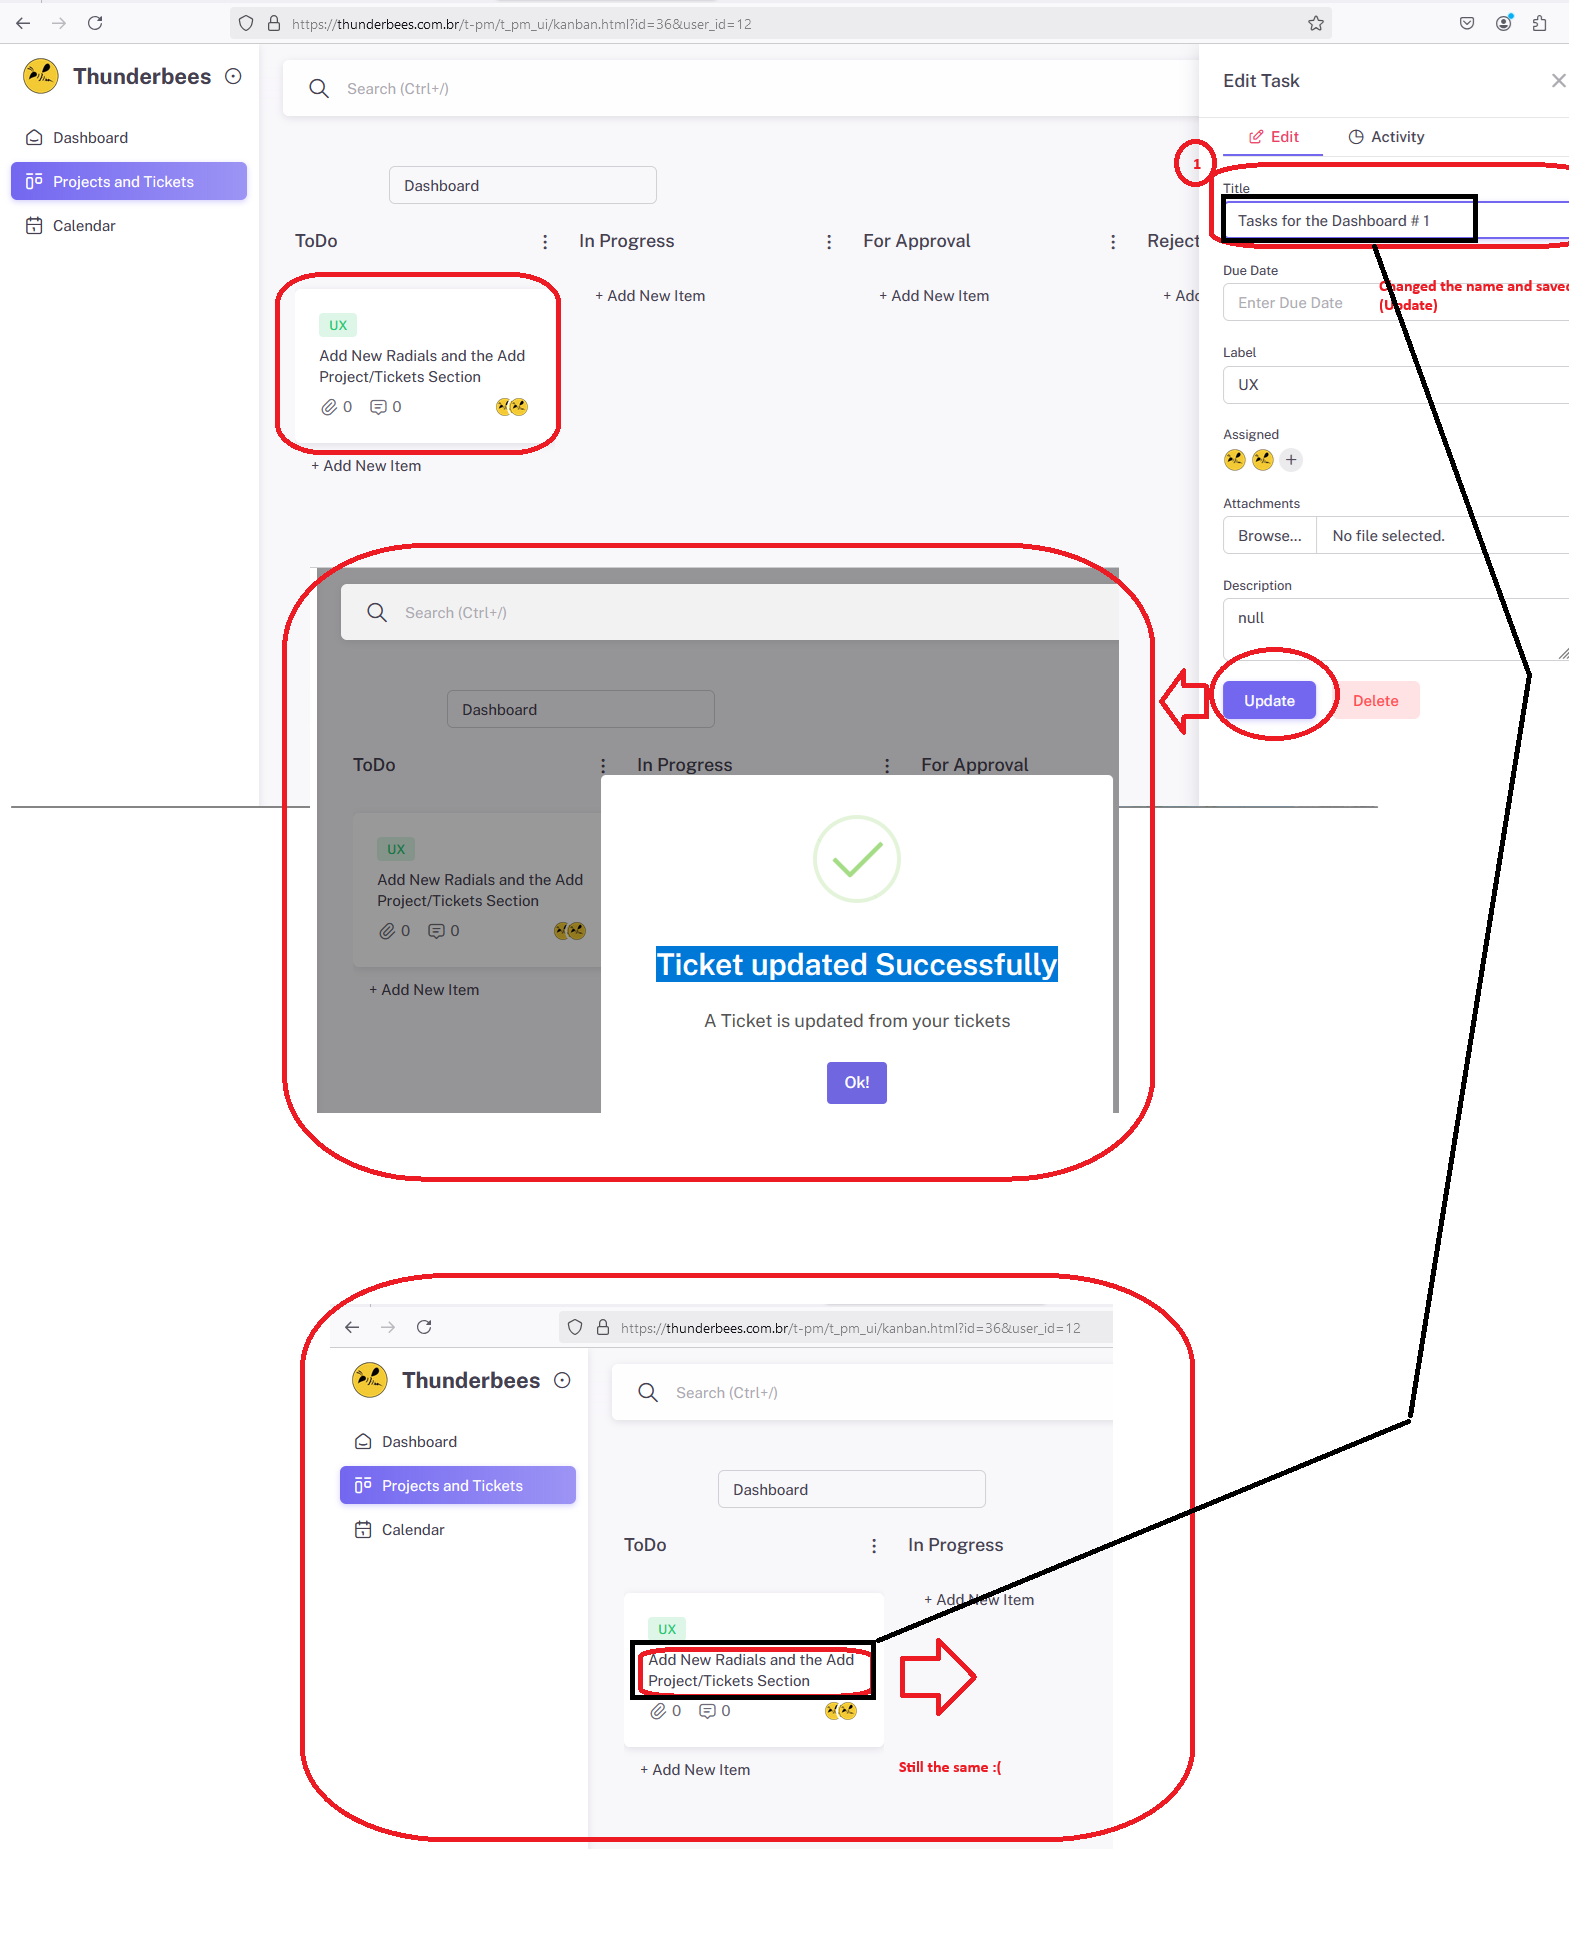 https://thunderbees.com.br/t-pm/t_pm_ui/kanban.html?id=36&user_id=12
Thunderbees
Search (Ctrl+/)
Edit Task
Dashboard
Projects and Tickets
Calendar
Edit
Activity
1
Dashboard
Title
Tasks for the Dashboard # 1
ToDo
In Progress
For Approval
Reject
Due Date
Enter Due Date
Changed the name and saved
(Update)
+ Add New Item
+ Add New Item
+ Add
UX
Add New Radials and the Add
Project/Tickets Section
0
0
+ Add New Item
Label
UX
Assigned
Attachments
Browse...
No file selected.
Description
null
Update
Delete
Search (Ctrl+/)
Dashboard
ToDo
In Progress
For Approval
UX
Add New Radials and the Add
Project/Tickets Section
0
0
+ Add New Item
Ticket updated Successfully
A Ticket is updated from your tickets
Ok!
https://thunderbees.com.br/t-pm/t_pm_ui/kanban.html?id=36&user_id=12
Thunderbees
Search (Ctrl+/)
Dashboard
Projects and Tickets
Calendar
Dashboard
ToDo
In Progress
+ Add New Item
UX
Add New Radials and the Add
Project/Tickets Section
0
0
+ Add New Item
Still the same :(